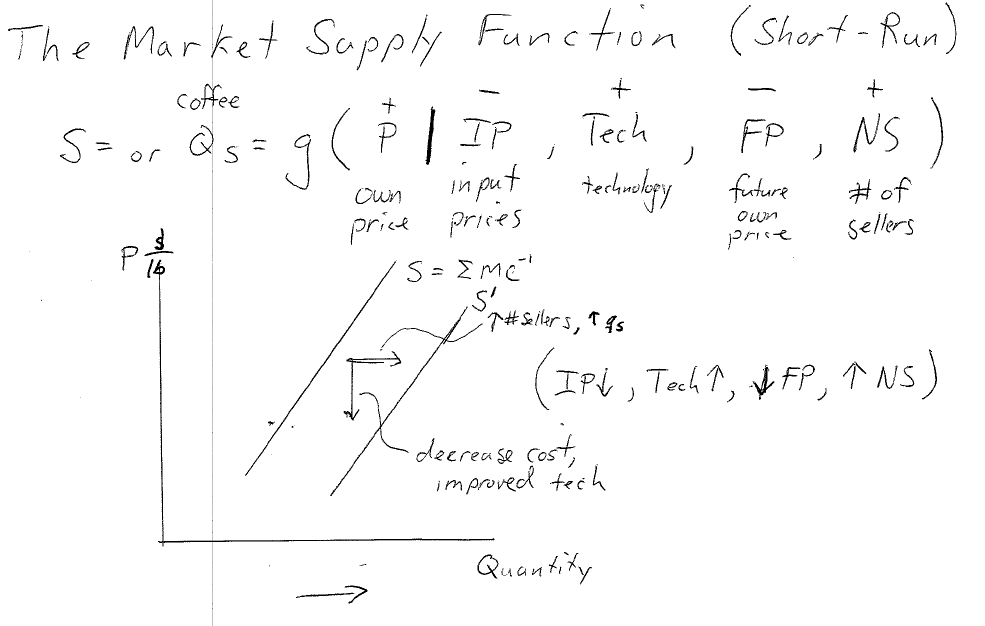 The Market Supply Function (Short-Run)
coffee + − + − +
S = or Qs = g ( P | IP , Tech , FP , NS )
own price input prices technology future own price # of sellers
P $/lb
S = ΣMC⁻¹
S'
↑#sellers, ↑qs
(IP↓, Tech↑, ↓FP, ↑NS)
decrease cost,
improved tech
Quantity
→